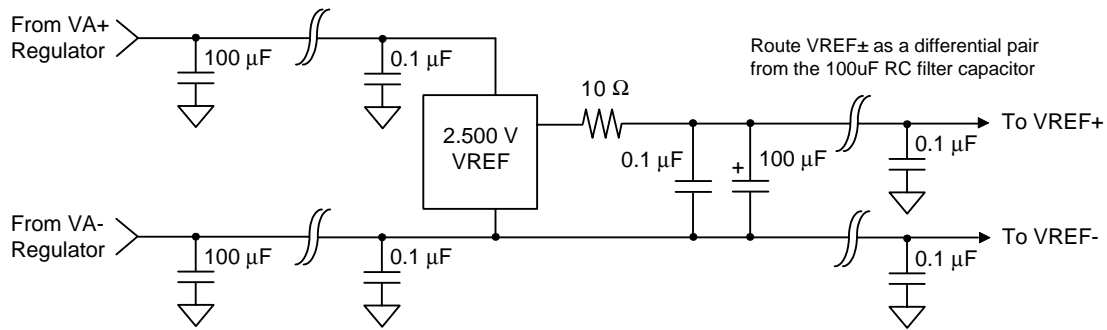 From VA+
Regulator
100 µF
0.1 µF
Route VREF± as a differential pair
from the 100uF RC filter capacitor
10 Ω
2.500 V
VREF
0.1 µF
+
100 µF
To VREF+
0.1 µF
From VA-
Regulator
100 µF
0.1 µF
To VREF-
0.1 µF